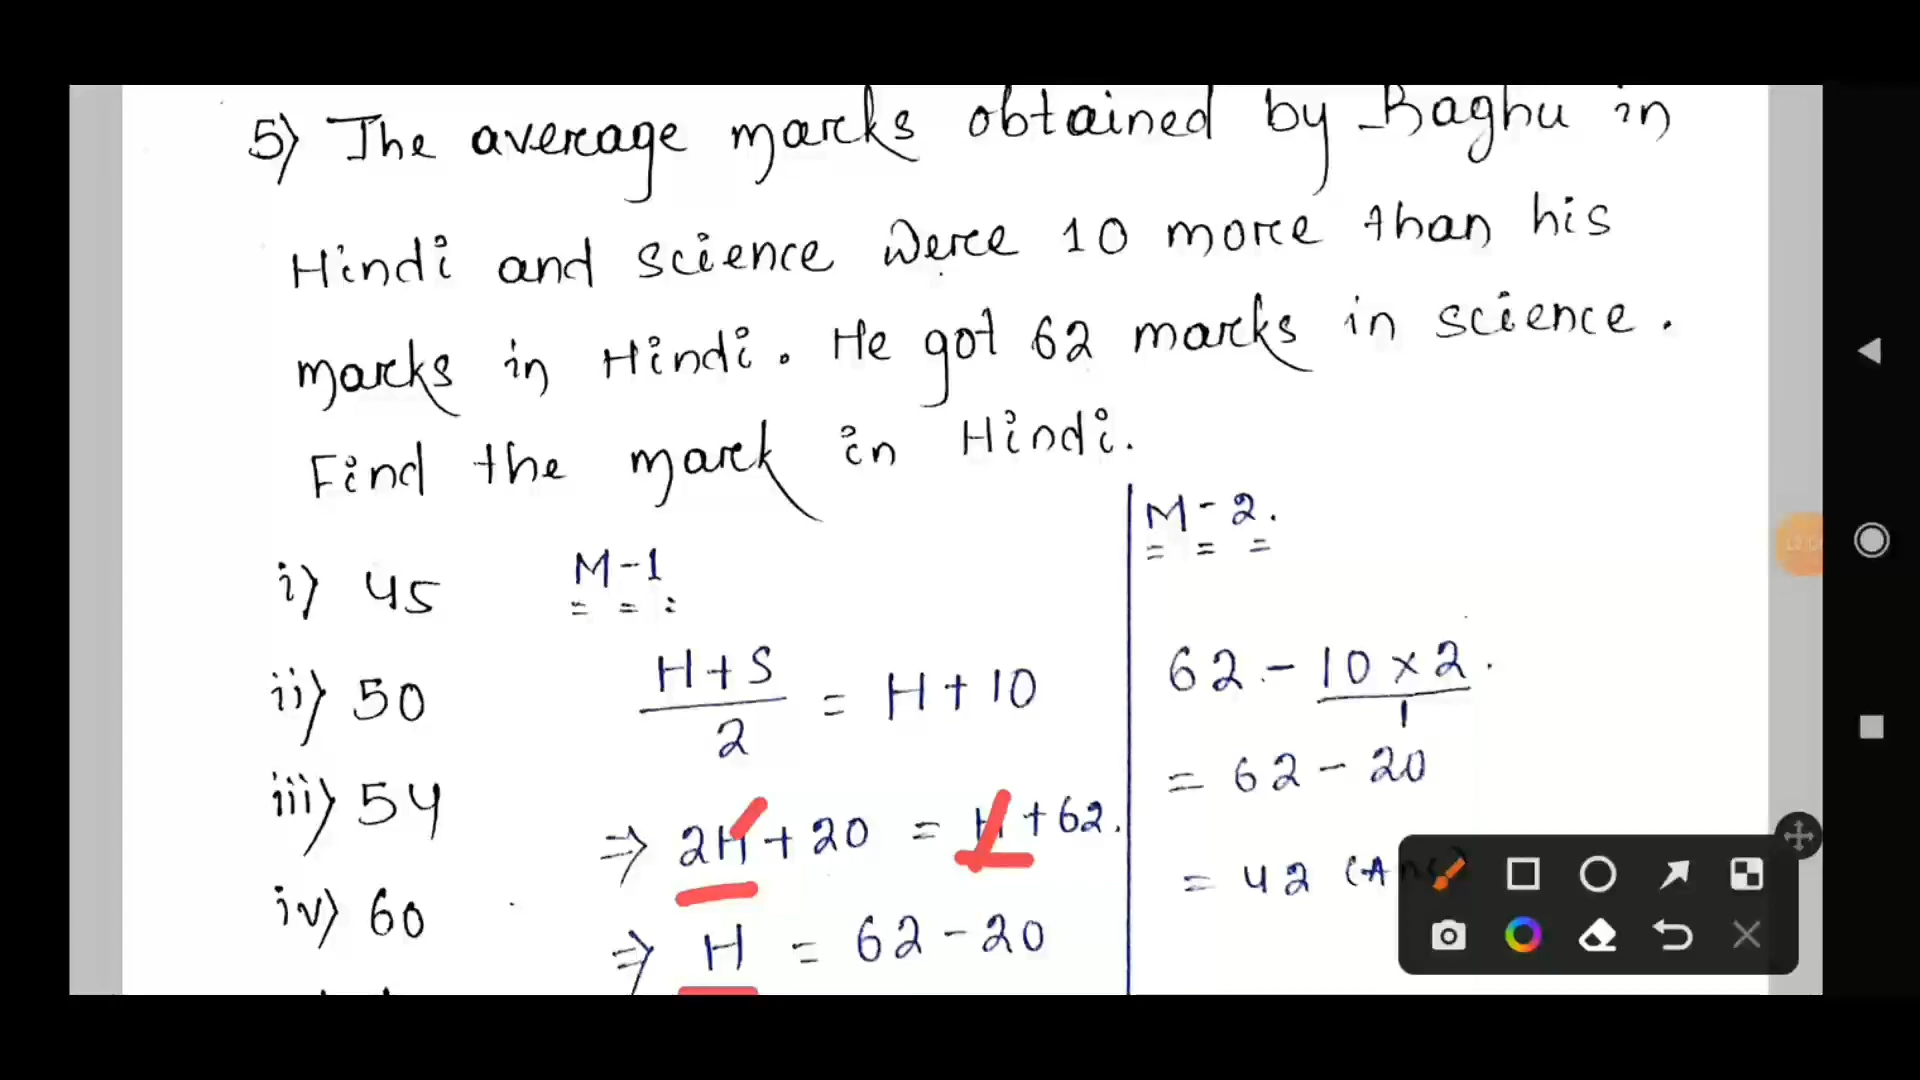 5) The average marks obtained by Raghu in
Hindi and science were 10 more than his
marks in Hindi. He got 62 marks in science.
Find the mark in Hindi.
i) 45
ii) 50
iii) 54
iv) 60
M-1
H+S
2
= H+10
⇒ 2H+20 = H+62.
⇒ H = 62-20
M-2.
62-10×2.
1
= 62-20
= 42